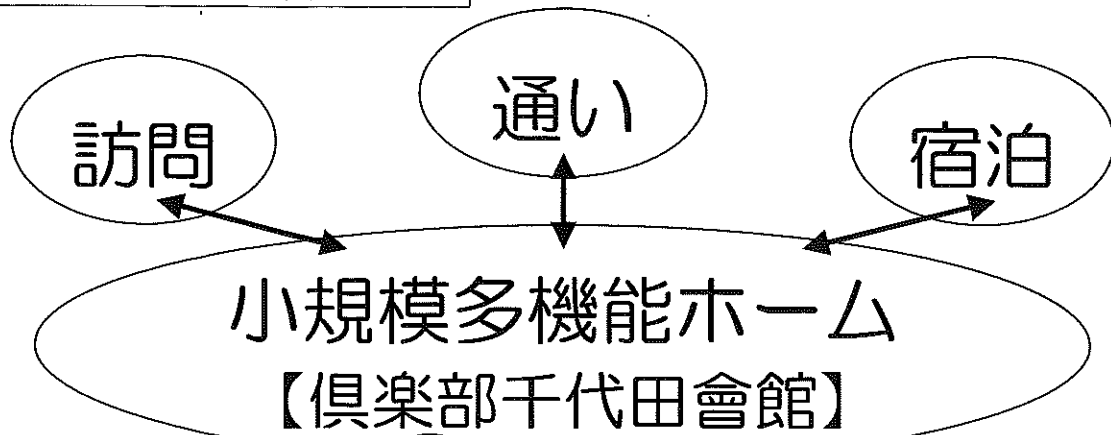 訪問
通い
宿泊
小規模多機能ホーム
【倶楽部千代田會館】